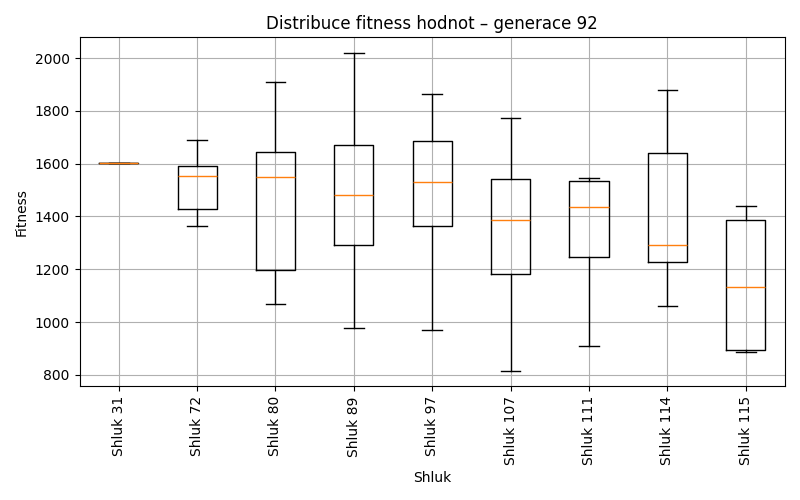 Distribuce fitness hodnot – generace 92
Fitness
2000
1800
1600
1400
1200
1000
800
Shluk 31
Shluk 72
Shluk 80
Shluk 89
Shluk 97
Shluk 107
Shluk 111
Shluk 114
Shluk 115
Shluk